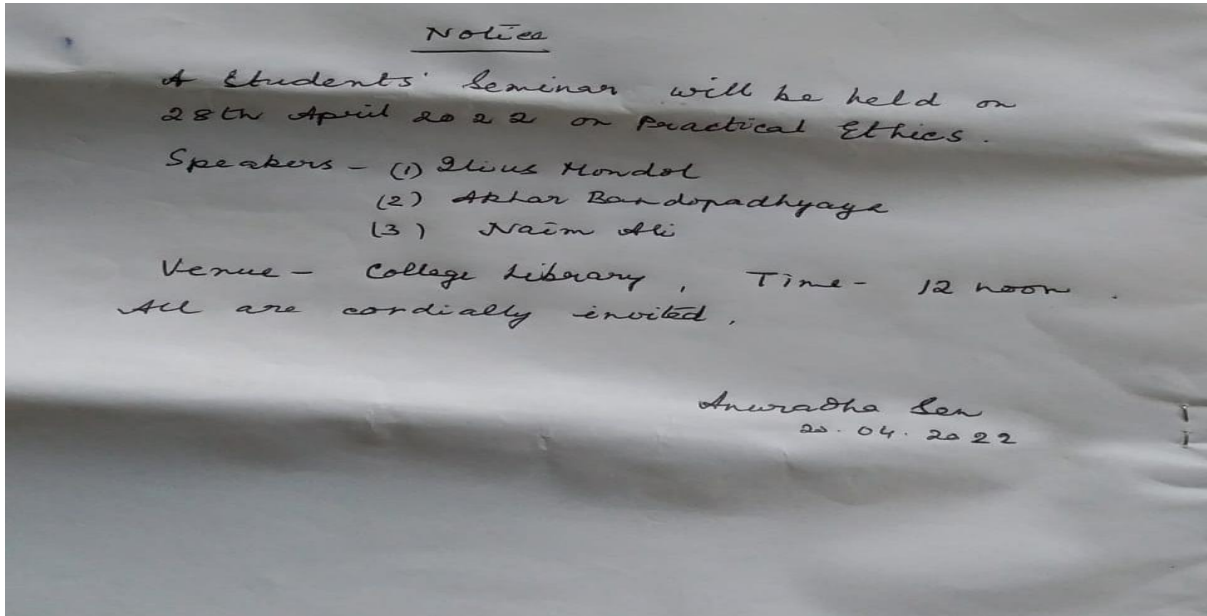 Notice
A Students' Seminar will be held on
28th April 2022 on Practical Ethics.
Speakers - (1) Ilius Mondol
(2) Akhar Bandopadhyaya
(3) Naim Ali
Venue - College Library, Time - 12 noon.
All are cordially invited.
Anuradha Sen
20.04.2022